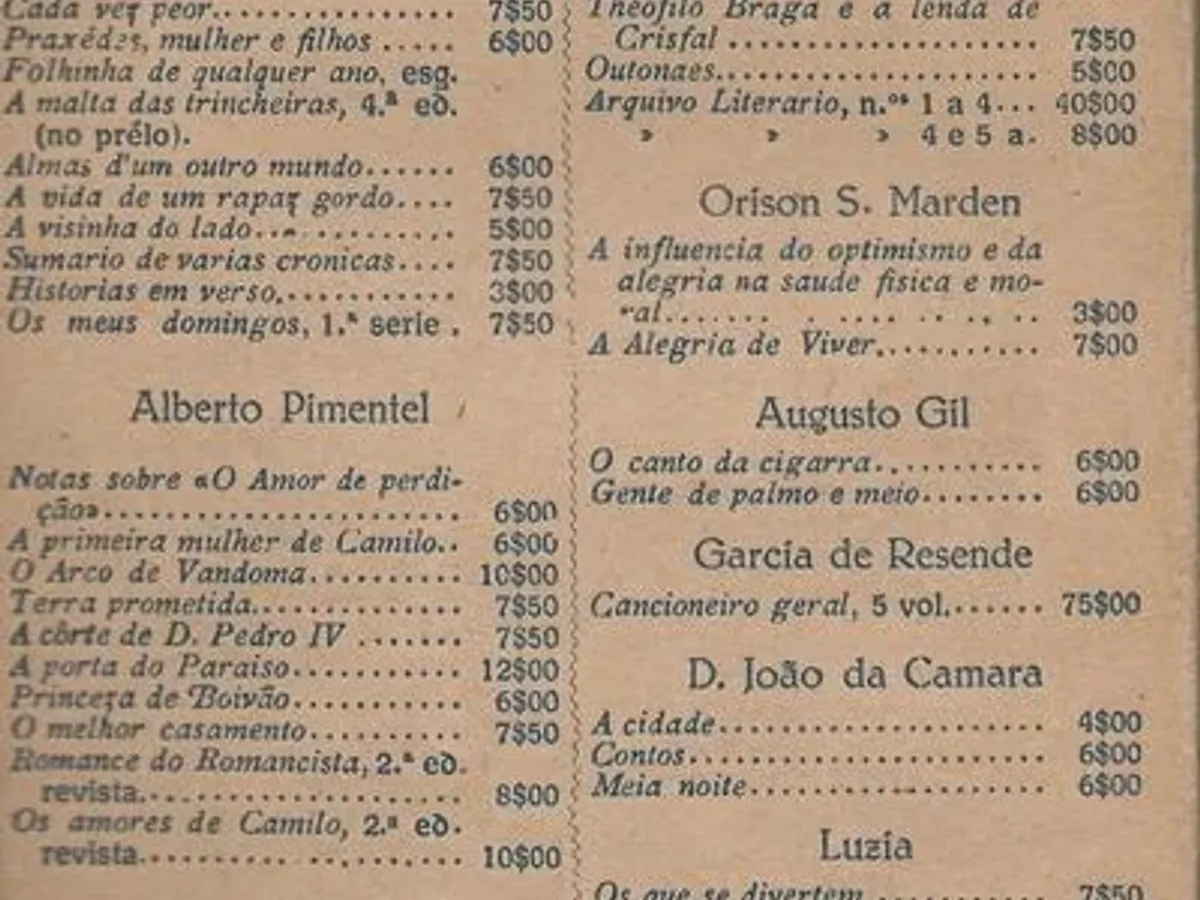 Cada vez peor................ 7$50
Praxédes, mulher e filhos ..... 6$00
Folhinha de qualquer ano, esg.
A malta das trincheiras, 4.ª ed.
(no prélo).
Almas d'um outro mundo...... 6$00
A vida de um rapaz gordo.... 7$50
A visinha do lado............. 5$00
Sumario de varias cronicas.... 7$50
Historias em verso............ 3$00
Os meus domingos, 1.ª serie . 7$50
Alberto Pimentel
Notas sobre «O Amor de perdi-
ção»....................... 6$00
A primeira mulher de Camilo.. 6$00
O Arco de Vandoma.......... 10$00
Terra prometida.............. 7$50
A côrte de D. Pedro IV ....... 7$50
A porta do Paraiso........... 12$00
Princeza de Boivão........... 6$00
O melhor casamento.......... 7$50
Romance do Romancista, 2.ª ed.
revista..................... 8$00
Os amores de Camilo, 2.ª ed.
revista..................... 10$00
Theofilo Braga e a lenda de
Crisfal .................... 7$50
Outonaes..................... 5$00
Arquivo Literario, n.ºˢ 1 a 4... 40$00
» » » 4 e 5 a. 8$00
Orison S. Marden
A influencia do optimismo e da
alegria na saude fisica e mo-
ral....................... 3$00
A Alegria de Viver........... 7$00
Augusto Gil
O canto da cigarra........... 6$00
Gente de palmo e meio........ 6$00
Garcia de Resende
Cancioneiro geral, 5 vol....... 75$00
D. João da Camara
A cidade..................... 4$00
Contos....................... 6$00
Meia noite................... 6$00
Luzia
Os que se divertem ........... 7$50